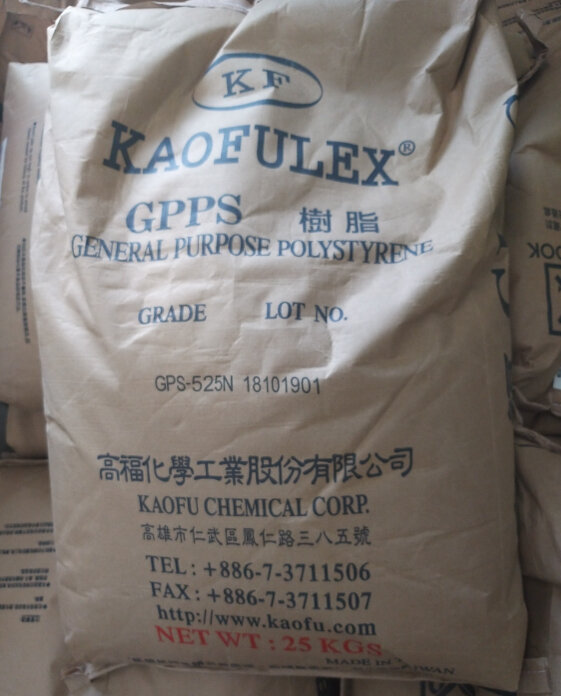 KF
KAOFULEX®
GPPS 樹脂
GENERAL PURPOSE POLYSTYRENE
GRADE LOT NO.
GPS-525N 18101901
高福化學工業股份有限公司
KAOFU CHEMICAL CORP.
高雄市仁武區鳳仁路三八五號
TEL : +886-7-3711506
FAX : +886-7-3711507
http://www.kaofu.com
NET WT : 25 KGS
MADE IN TAIWAN